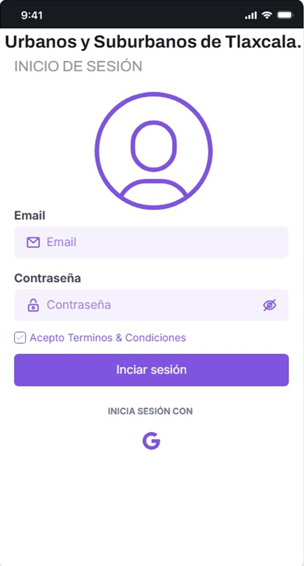 9:41
Urbanos y Suburbanos de Tlaxcala.
INICIO DE SESIÓN
Email
Email
Contraseña
Contraseña
Acepto Terminos & Condiciones
Inciar sesión
INICIA SESIÓN CON
G